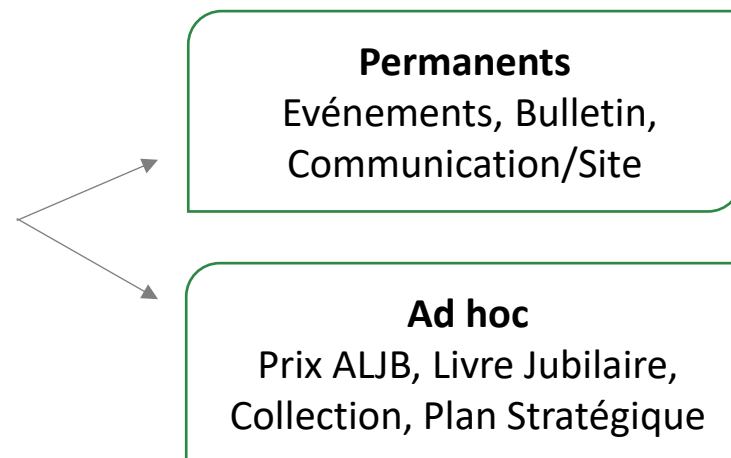 Permanents
Evénements, Bulletin,
Communication/Site
Ad hoc
Prix ALJB, Livre Jubilaire,
Collection, Plan Stratégique